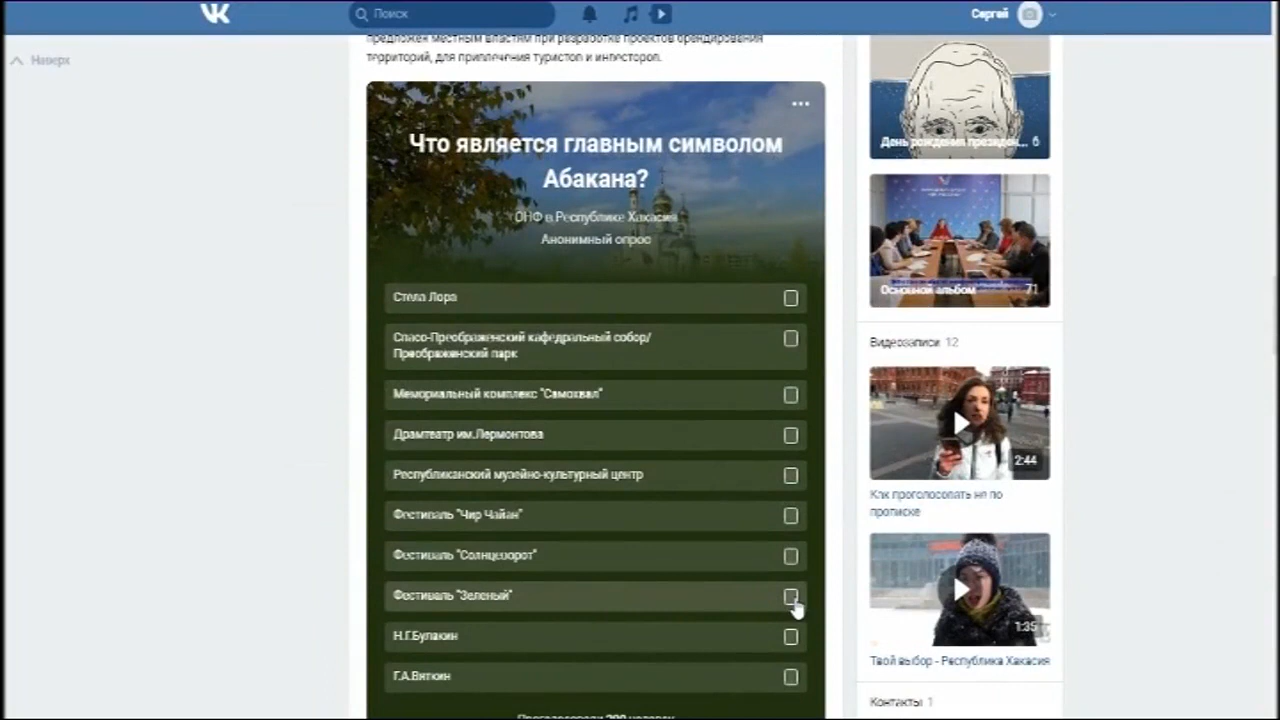 Поиск
Сергей
Наверх
предложен местным властям при разработке проектов брендирования
территорий, для привлечения туристов и инвесторов.
Что является главным символом
Абакана?
ОНФ в Республике Хакасия
Анонимный опрос
Стела Лора
Спасо-Преображенский кафедральный собор/
Преображенский парк
Мемориальный комплекс "Самохвал"
Драмтеатр им.Лермонтова
Республиканский музейно-культурный центр
Фестиваль "Чир Чайан"
Фестиваль "Солнцеворот"
Фестиваль "Зеленый"
Н.Г.Булакин
Г.А.Вяткин
День рождения президен... 6
Основной альбом 71
Видеозаписи 12
2:44
Как проголосовать не по
прописке
1:35
Твой выбор - Республика Хакасия
Контакты 1